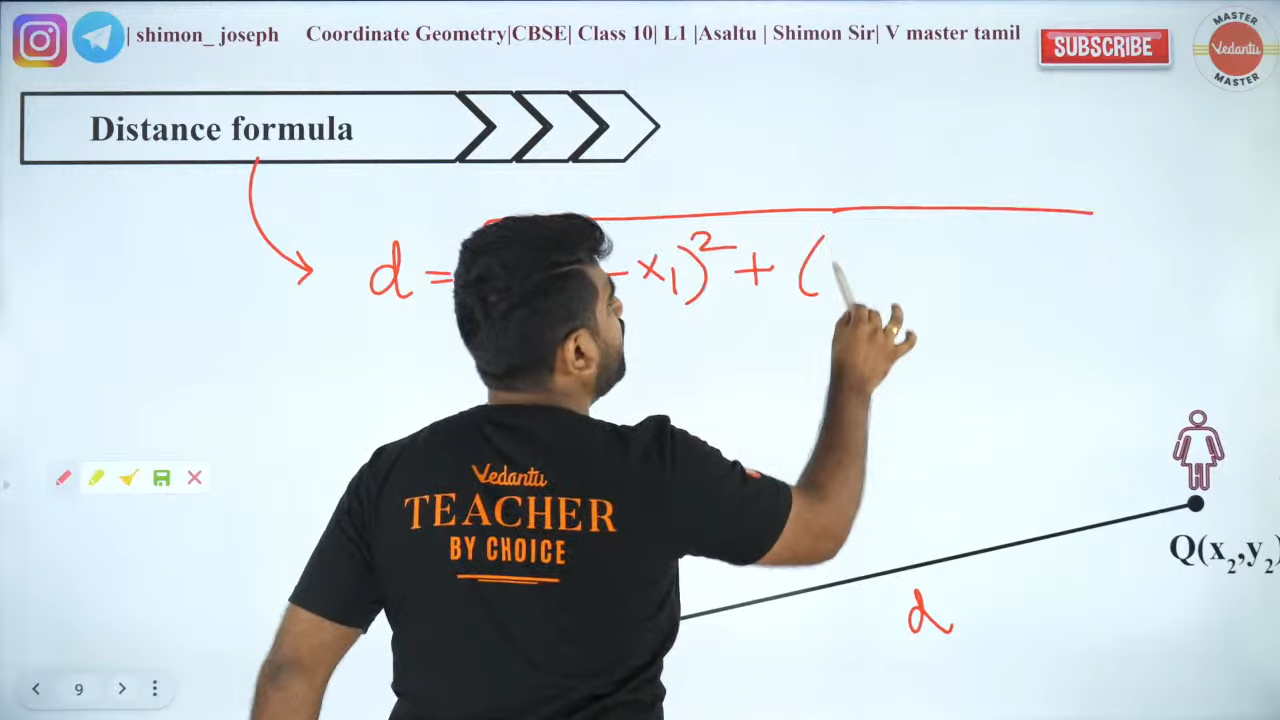 | shimon_ joseph Coordinate Geometry|CBSE| Class 10| L1 |Asaltu | Shimon Sir| V master tamil
SUBSCRIBE
MASTER
Vedantu
MASTER
Distance formula
d = - x₁)² + (
Vedantu
TEACHER
BY CHOICE
Q(x₂,y₂)
d
9